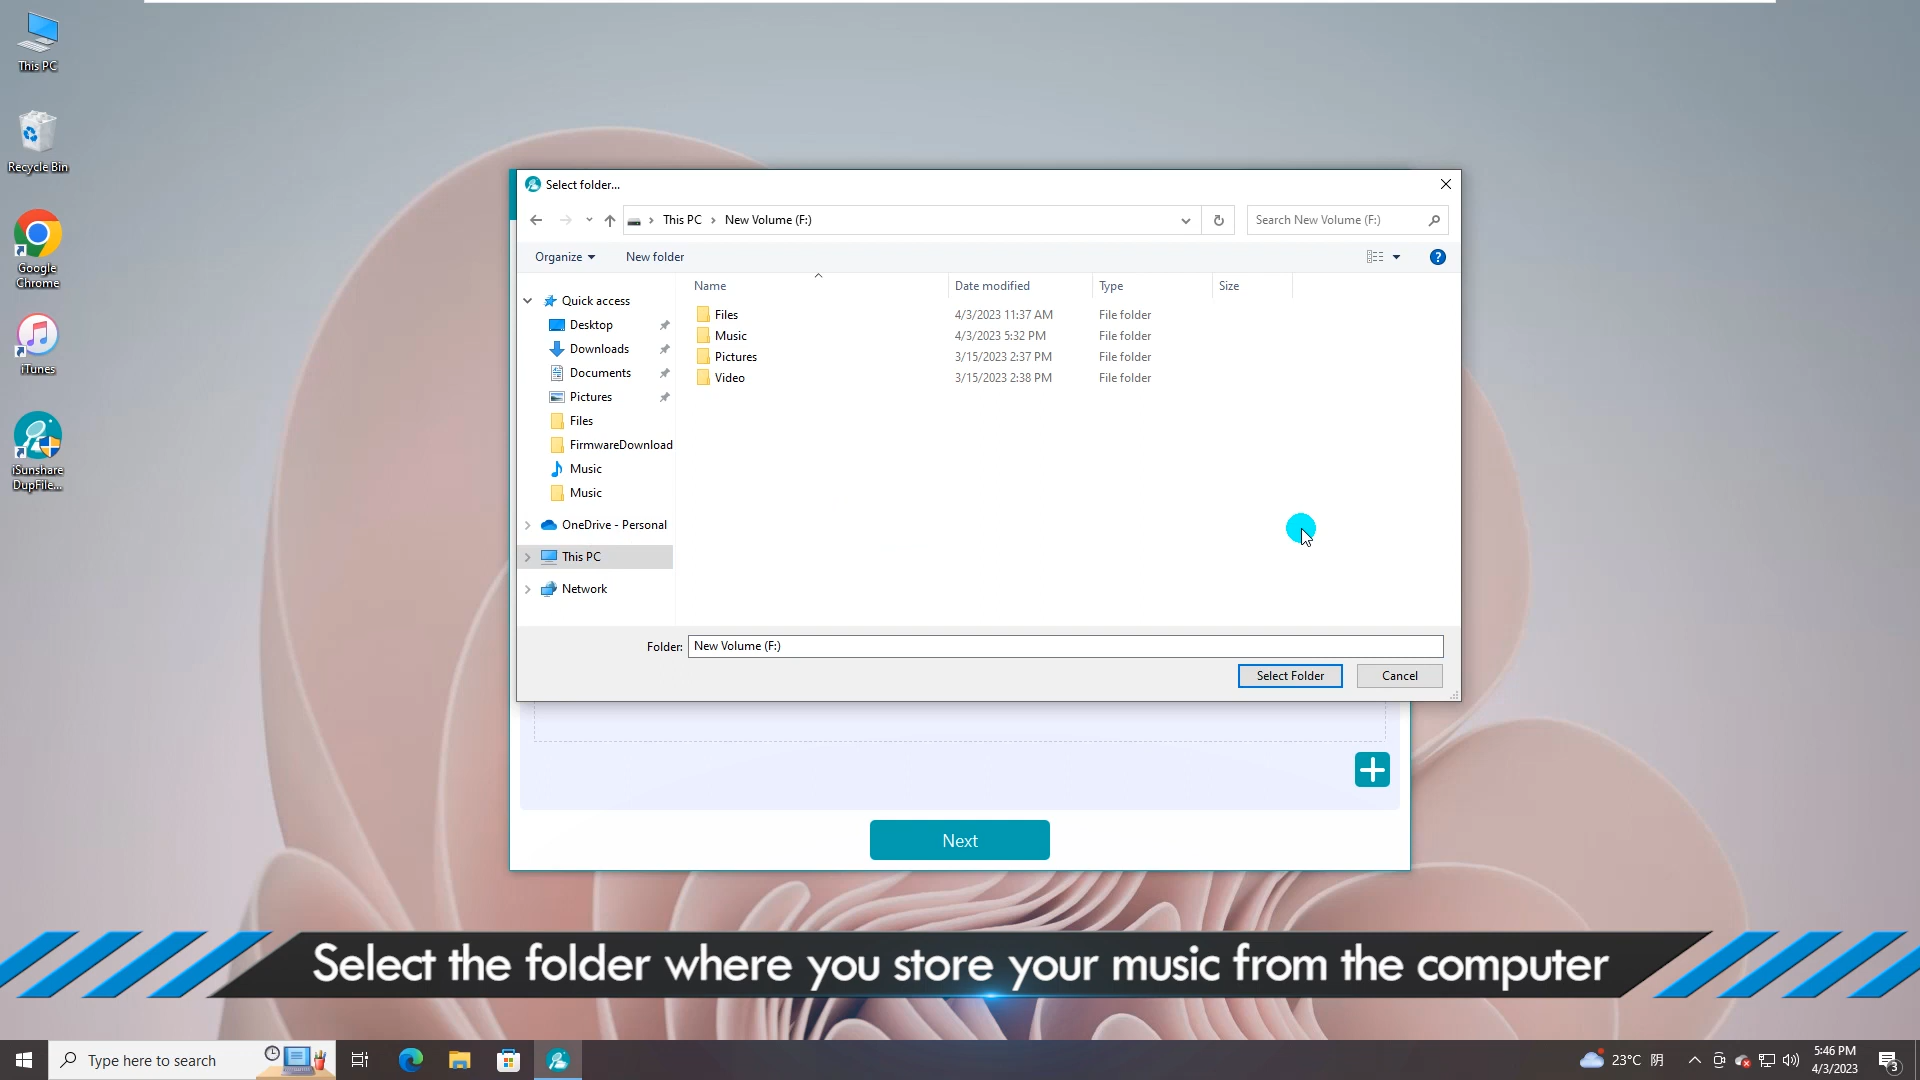 This PC
Recycle Bin
Google
Chrome
iTunes
iSunshare
DupFile...
Select folder...
This PC
New Volume (F:)
Search New Volume (F:)
Organize
New folder
Name
Date modified
Type
Size
Files
4/3/2023 11:37 AM
File folder
Music
4/3/2023 5:32 PM
File folder
Pictures
3/15/2023 2:37 PM
File folder
Video
3/15/2023 2:38 PM
File folder
Quick access
Desktop
Downloads
Documents
Pictures
Files
FirmwareDownload
Music
Music
OneDrive - Personal
This PC
Network
Folder:
New Volume (F:)
Select Folder
Cancel
Next
Select the folder where you store your music from the computer
Type here to search
23°C 阴
5:46 PM
4/3/2023
3